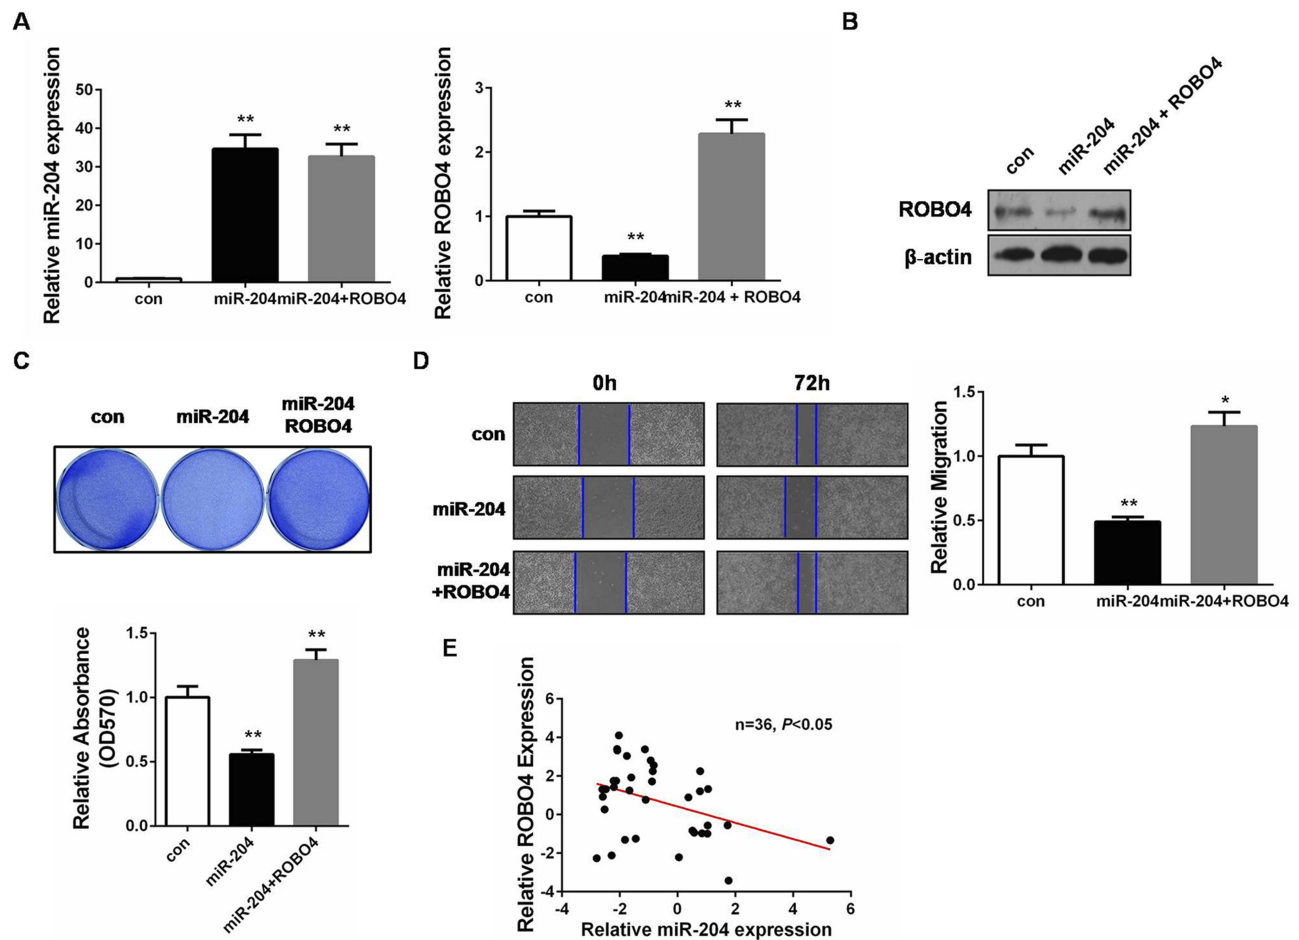 A
Relative miR-204 expression
50
40
30
20
10
0
**
**
con
miR-204
miR-204+ROBO4
Relative ROBO4 expression
3
2
1
0
**
**
con
miR-204
miR-204 + ROBO4
B
con
miR-204
miR-204 + ROBO4
ROBO4
β-actin
C
con
miR-204
miR-204
ROBO4
Relative Absorbance
(OD570)
1.5
1.0
0.5
0.0
**
**
con
miR-204
miR-204+ROBO4
D
0h
72h
con
miR-204
miR-204
+ROBO4
Relative Migration
1.5
1.0
0.5
0.0
**
*
con
miR-204
miR-204+ROBO4
E
Relative ROBO4 Expression
6
4
2
0
-2
-4
n=36, P<0.05
-4
-2
0
2
4
6
Relative miR-204 expression